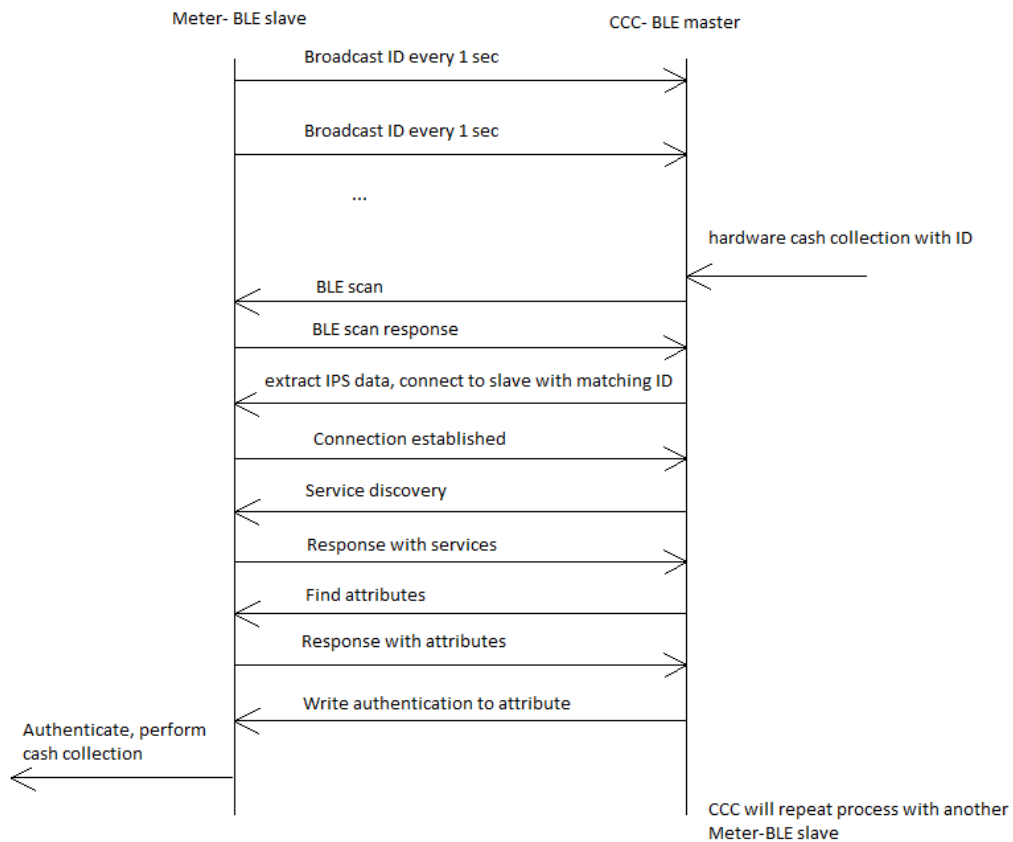 Meter- BLE slave
CCC- BLE master
Broadcast ID every 1 sec
Broadcast ID every 1 sec
...
hardware cash collection with ID
BLE scan
BLE scan response
extract IPS data, connect to slave with matching ID
Connection established
Service discovery
Response with services
Find attributes
Response with attributes
Write authentication to attribute
Authenticate, perform
cash collection
CCC will repeat process with another
Meter-BLE slave